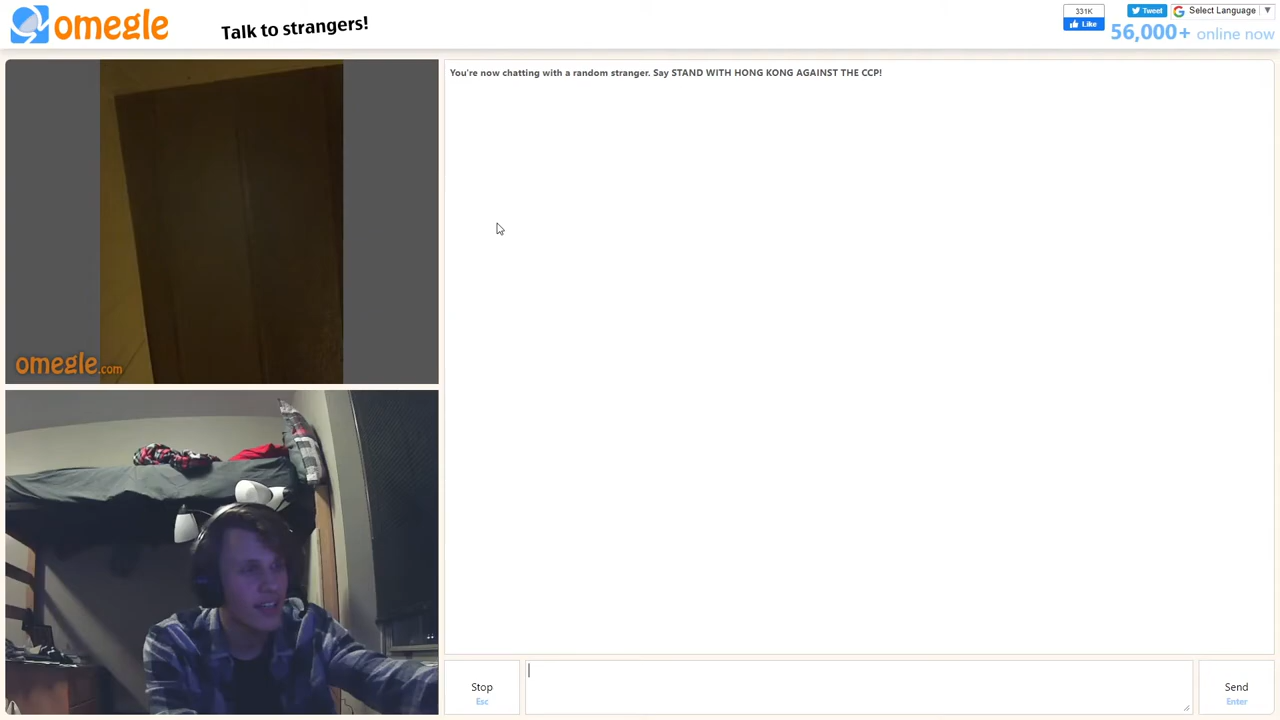 omegle
Talk to strangers!
331K
Like
Tweet
Select Language ▼
56,000+ online now
You're now chatting with a random stranger. Say STAND WITH HONG KONG AGAINST THE CCP!
omegle.com
Stop
Esc
Send
Enter